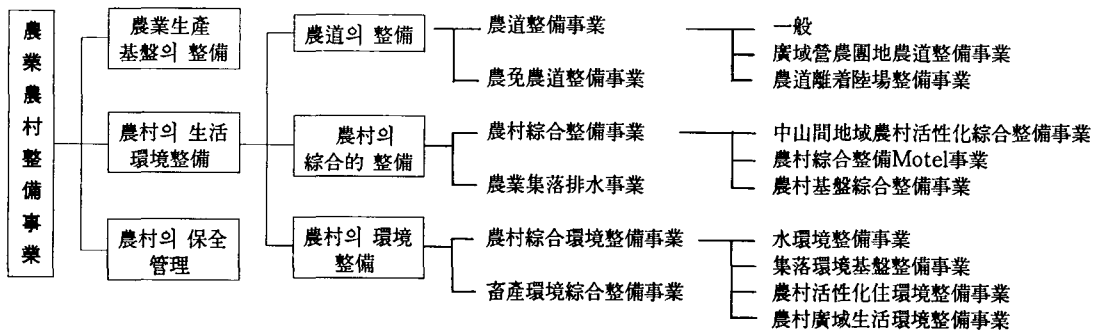 農業農村整備事業
農業生産
基盤의 整備
農村의 生活
環境整備
農村의 保全
管理
農道의 整備
農村의
綜合的 整備
農村의 環境
整備
農道整備事業
農免農道整備事業
農村綜合整備事業
農業集落排水事業
農村綜合環境整備事業
畜產環境綜合整備事業
一般
廣域營農團地農道整備事業
農道離着陸場整備事業
中山間地域農村活性化綜合整備事業
農村綜合整備Motel事業
農村基盤綜合整備事業
水環境整備事業
集落環境基盤整備事業
農村活性化住環境整備事業
農村廣域生活環境整備事業